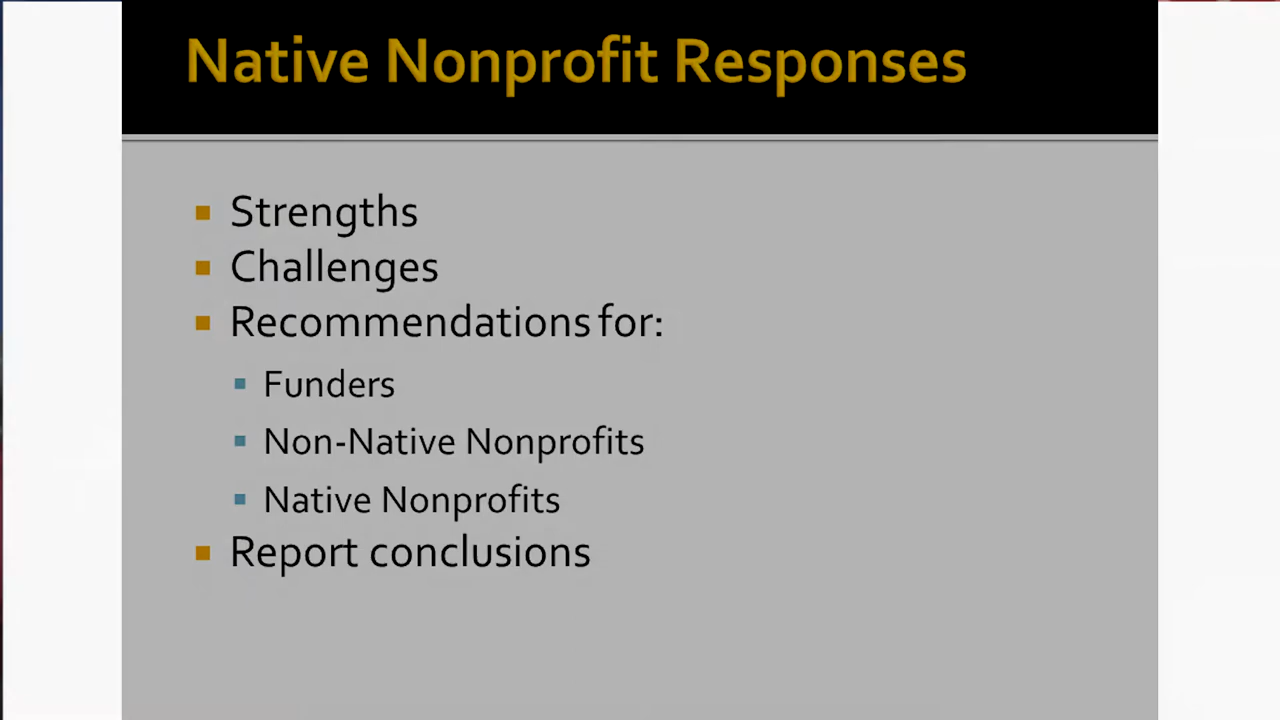 Native Nonprofit Responses
Strengths
Challenges
Recommendations for:
Funders
Non-Native Nonprofits
Native Nonprofits
Report conclusions